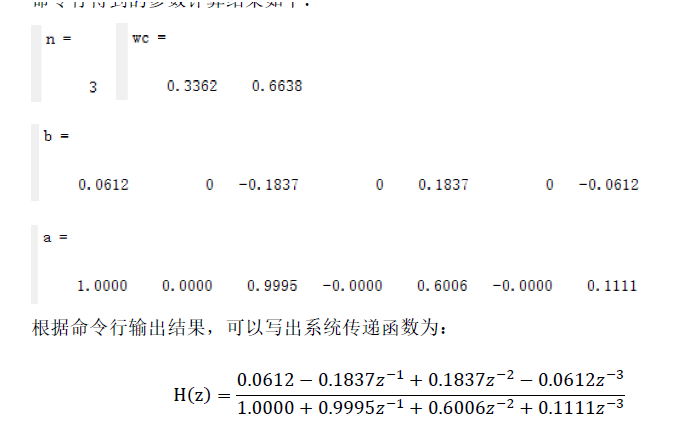 n =
3
wc =
0.3362 0.6638
b =
0.0612 0 -0.1837 0 0.1837 0 -0.0612
a =
1.0000 0.0000 0.9995 -0.0000 0.6006 -0.0000 0.1111
根据命令行输出结果，可以写出系统传递函数为：
H(z) = \frac{0.0612 − 0.1837z^{−1} + 0.1837z^{−2} − 0.0612z^{−3}}{1.0000 + 0.9995z^{−1} + 0.6006z^{−2} + 0.1111z^{−3}}